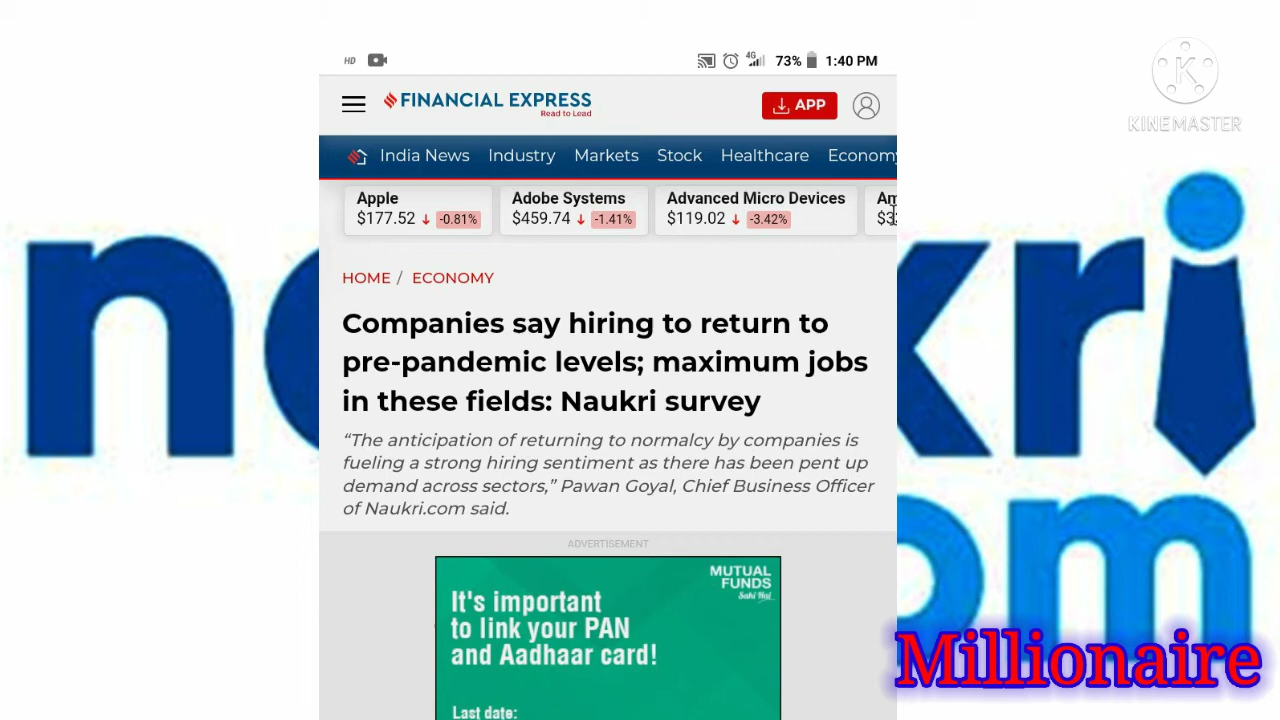 HD 4G 73% 1:40 PM
K
KINEMASTER
FINANCIAL EXPRESS
Read to Lead
APP
India News Industry Markets Stock Healthcare Economy
Apple Adobe Systems Advanced Micro Devices
$177.52 ↓ -0.81% $459.74 ↓ -1.41% $119.02 ↓ -3.42%
HOME / ECONOMY
Companies say hiring to return to
pre-pandemic levels; maximum jobs
in these fields: Naukri survey
“The anticipation of returning to normalcy by companies is
fueling a strong hiring sentiment as there has been pent up
demand across sectors,” Pawan Goyal, Chief Business Officer
of Naukri.com said.
ADVERTISEMENT
MUTUAL
FUNDS
Sahi Hai
It's important
to link your PAN
and Aadhaar card!
Last date:
n kri
om
Millionaire